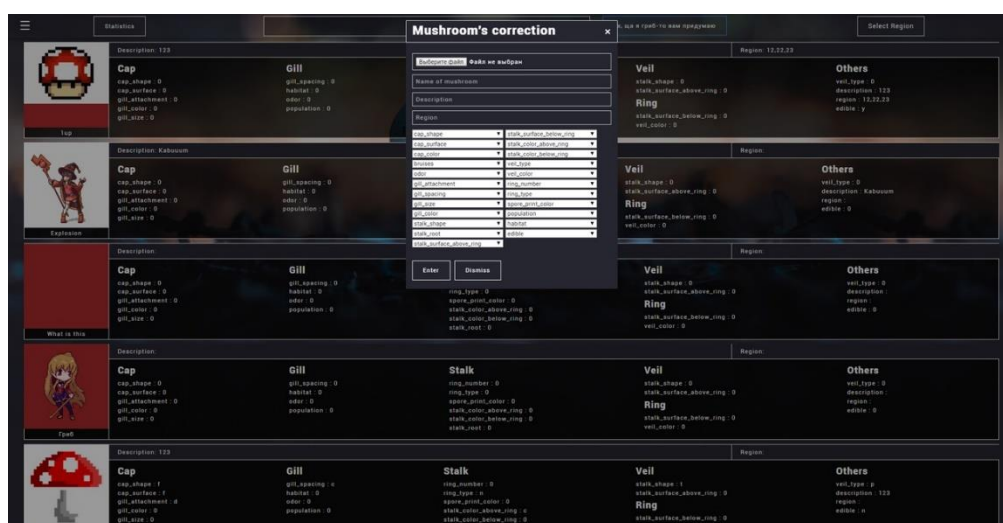 ☰ Statistics
, що я гриб-то вам придумаю
Select Region
Mushroom's correction ×
Выберите файл Файл не выбран
Name of mushroom
Description
Region
cap_shape stalk_surface_below_ring
cap_surface stalk_color_above_ring
cap_color stalk_color_below_ring
bruises veil_type
odor veil_color
gill_attachment ring_number
gill_spacing ring_type
gill_size spore_print_color
gill_color population
stalk_shape habitat
stalk_root edible
stalk_surface_above_ring
Enter Dismiss
Description: 123 Region: 12,22,23
Cap Gill Veil Others
cap_shape : 0 gill_spacing : 0 stalk_shape : 0 veil_type : 0
cap_surface : 0 habitat : 0 stalk_surface_above_ring : 0 description : 123
gill_attachment : 0 odor : 0 Ring region : 12,22,23
gill_color : 0 population : 0 stalk_surface_below_ring : 0 edible : y
gill_size : 0 veil_color : 0
1up
Description: Kabuuum Region:
Cap Gill Veil Others
cap_shape : 0 gill_spacing : 0 stalk_shape : 0 veil_type : 0
cap_surface : 0 habitat : 0 stalk_surface_above_ring : 0 description : Kabuuum
gill_attachment : 0 odor : 0 Ring region :
gill_color : 0 population : 0 stalk_surface_below_ring : 0 edible : 0
gill_size : 0 veil_color : 0
Explosion
Description: Region:
Cap Gill Veil Others
cap_shape : 0 gill_spacing : 0 stalk_shape : 0 veil_type : 0
cap_surface : 0 habitat : 0 ring_type : 0 stalk_surface_above_ring : 0 description :
gill_attachment : 0 odor : 0 spore_print_color : 0 Ring region :
gill_color : 0 population : 0 stalk_color_above_ring : 0 stalk_surface_below_ring : 0 edible : 0
gill_size : 0 stalk_color_below_ring : 0 veil_color : 0
stalk_root : 0
What is this
Description: Region:
Cap Gill Stalk Veil Others
cap_shape : 0 gill_spacing : 0 ring_number : 0 stalk_shape : 0 veil_type : 0
cap_surface : 0 habitat : 0 ring_type : 0 stalk_surface_above_ring : 0 description :
gill_attachment : 0 odor : 0 spore_print_color : 0 Ring region :
gill_color : 0 population : 0 stalk_color_above_ring : 0 stalk_surface_below_ring : 0 edible : 0
gill_size : 0 stalk_color_below_ring : 0 veil_color : 0
stalk_root : 0
Гриб
Description: 123 Region:
Cap Gill Stalk Veil Others
cap_shape : f gill_spacing : c ring_number : 0 stalk_shape : t veil_type : p
cap_surface : f habitat : 0 ring_type : n stalk_surface_above_ring : 0 description : 123
gill_attachment : d odor : 0 spore_print_color : 0 Ring region :
gill_color : 0 population : 0 stalk_color_above_ring : c stalk_surface_below_ring : 0 edible : n
gill_size : 0 stalk_color_below_ring : 0